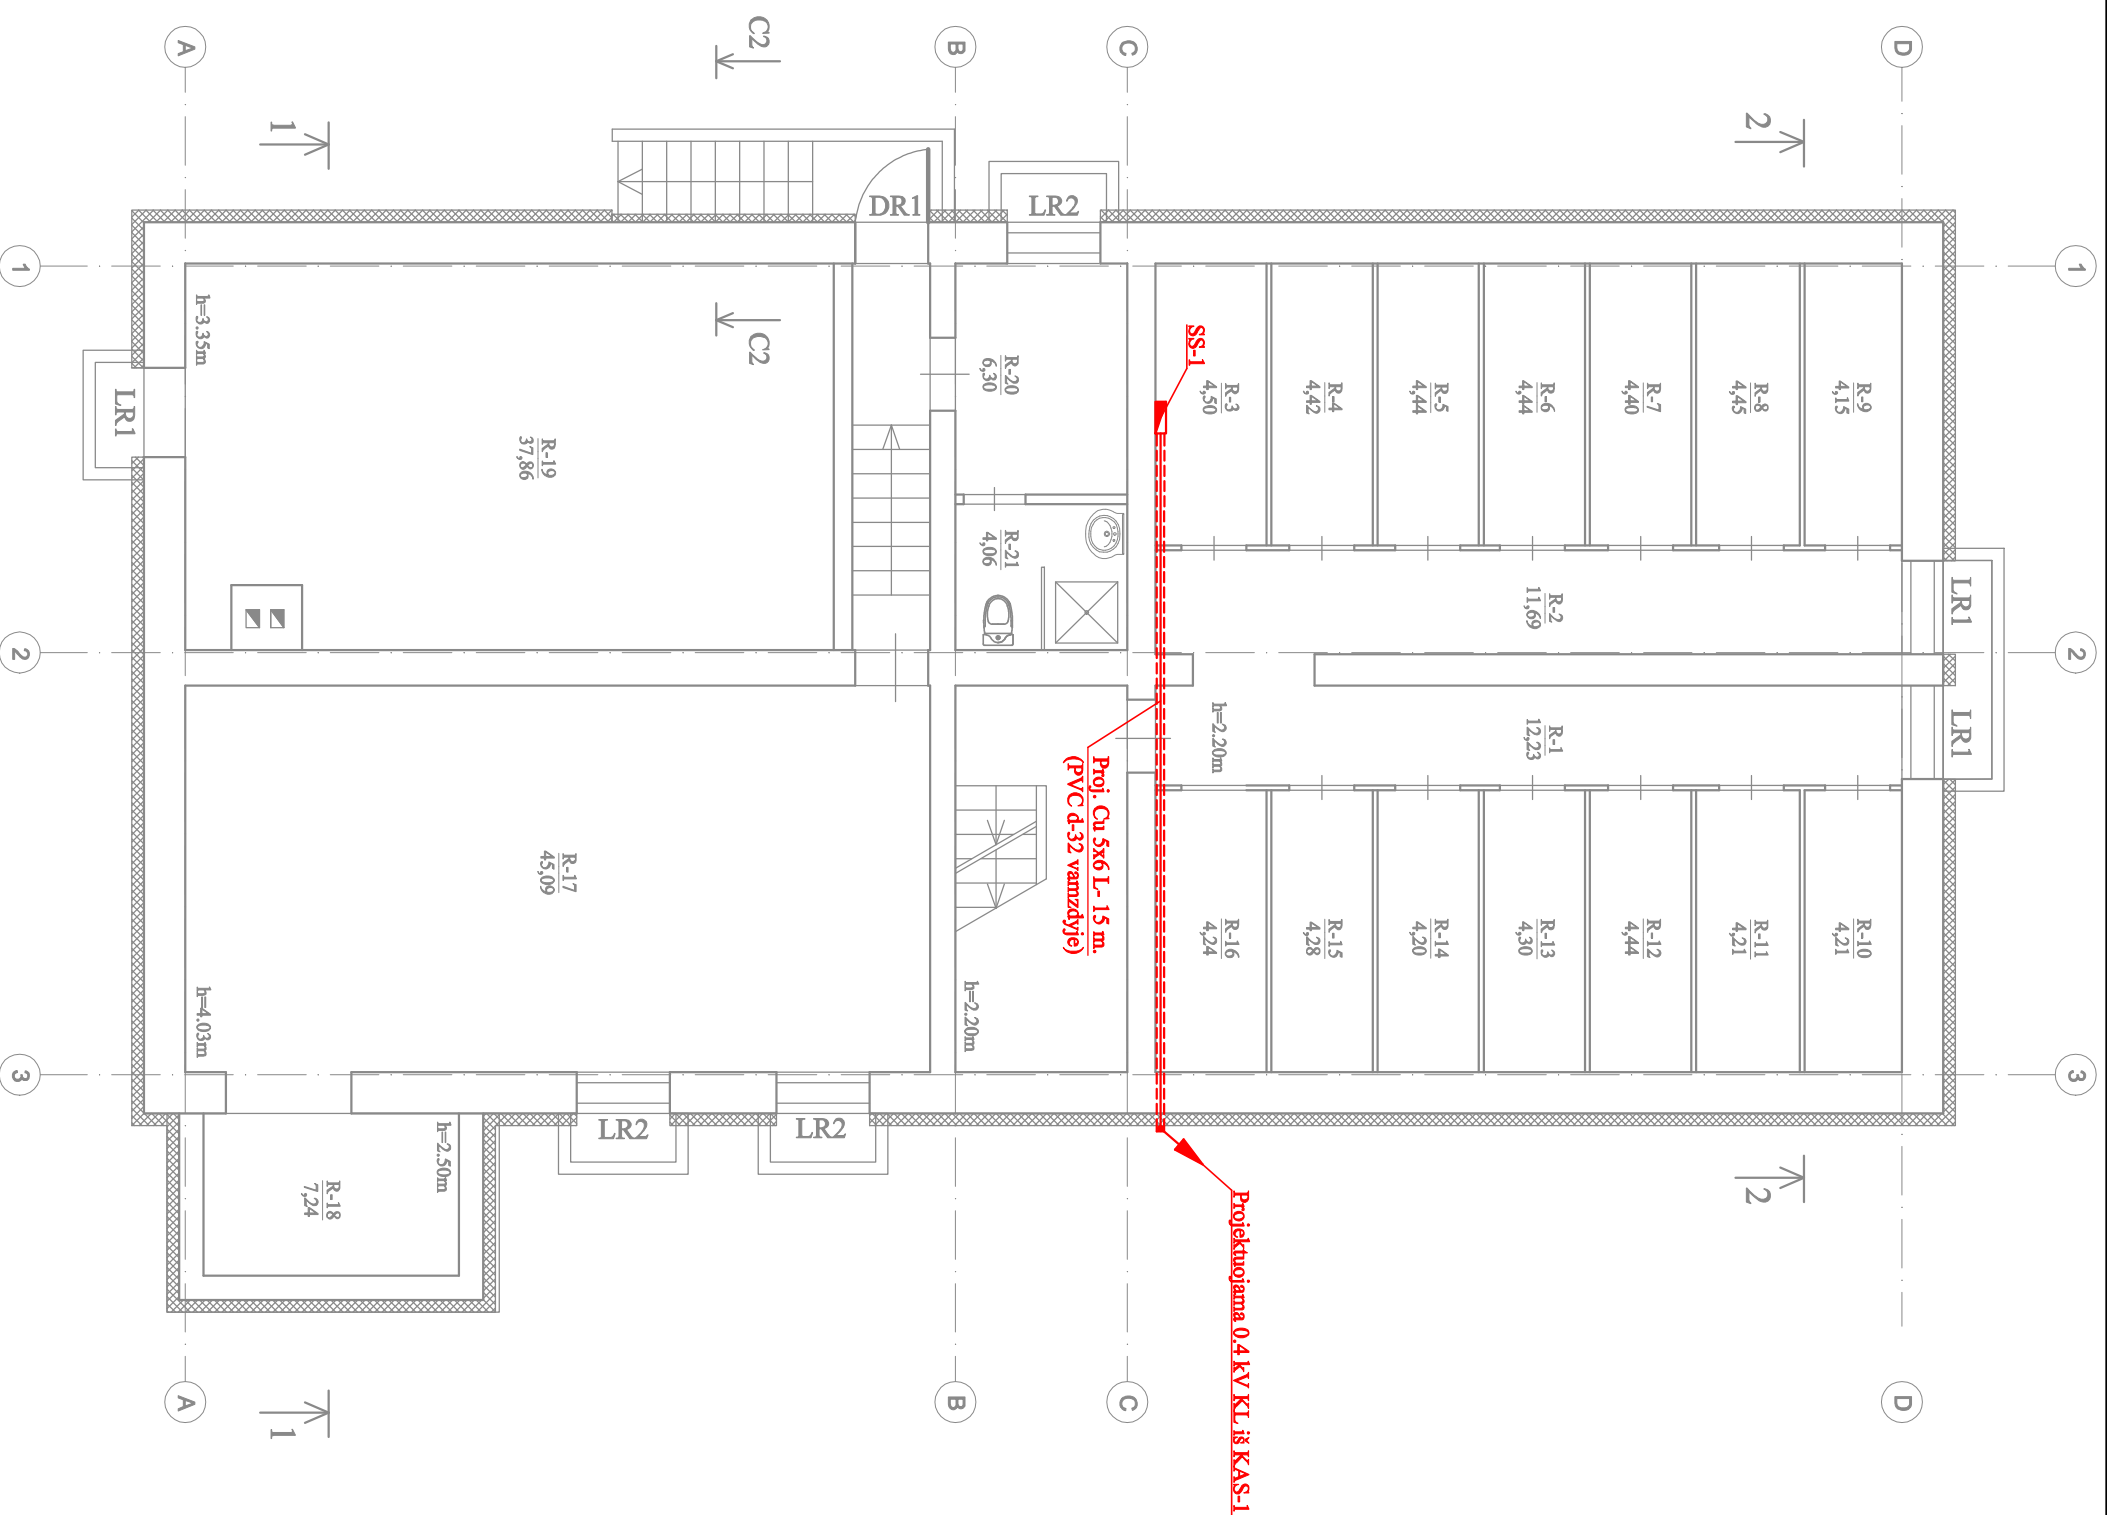 A
B
C
D
C2
1
2
DR1
LR2
1
1
h=3.35m
C2
SS-1
R-20
6,30
R-3
4,50
R-4
4,42
R-5
4,44
R-6
4,44
R-7
4,40
R-8
4,45
R-9
4,15
LR1
R-19
37,86
R-21
4,06
R-2
11,69
LR1
2
2
h=2.20m
R-1
12,23
LR1
Proj. Cu 5x6 L- 15 m.
(PVC d-32 vamzdyje)
R-17
45,09
R-16
4,24
R-15
4,28
R-14
4,20
R-13
4,30
R-12
4,44
R-11
4,21
R-10
4,21
h=4.03m
h=2.20m
3
3
LR2
LR2
h=2.50m
R-18
7,24
2
Projektuojama 0.4 kV KL iš KAS-1
A
B
C
D
1